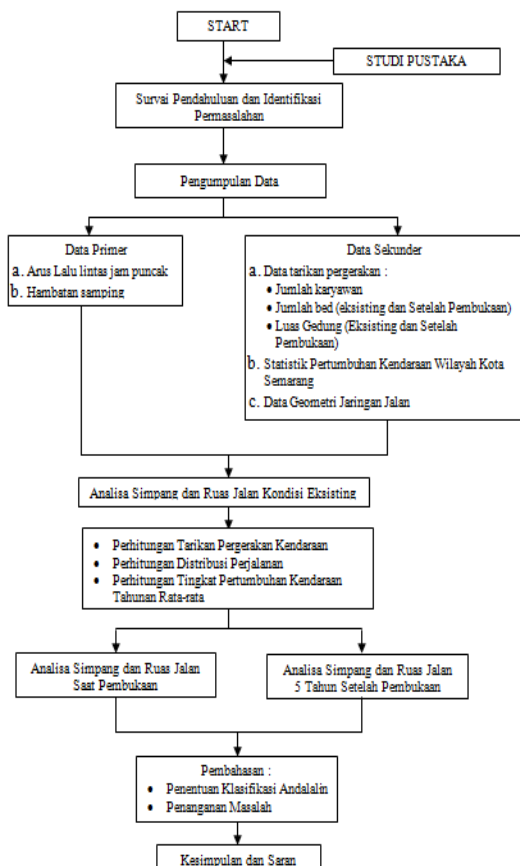 START
STUDI PUSTAKA
Survai Pendahuluan dan Identifikasi
Permasalahan
Pengumpulan Data
Data Primer
a. Arus Lalu lintas jam puncak
b. Hambatan samping
Data Sekunder
a. Data tarikan pergerakan :
• Jumlah karyawan
• Jumlah bed (eksisting dan Setelah Pembukaan)
• Luas Gedung (Eksisting dan Setelah
Pembukaan)
b. Statistik Pertumbuhan Kendaraan Wilayah Kota
Semarang
c. Data Geometri Jaringan Jalan
Analisa Simpang dan Ruas Jalan Kondisi Eksisting
• Perhitungan Tarikan Pergerakan Kendaraan
• Perhitungan Distribusi Perjalanan
• Perhitungan Tingkat Pertumbuhan Kendaraan
Tahunan Rata-rata
Analisa Simpang dan Ruas Jalan
Saat Pembukaan
Analisa Simpang dan Ruas Jalan
5 Tahun Setelah Pembukaan
Pembahasan :
• Penentuan Klasifikasi Andalalin
• Penanganan Masalah
Kesimpulan dan Saran